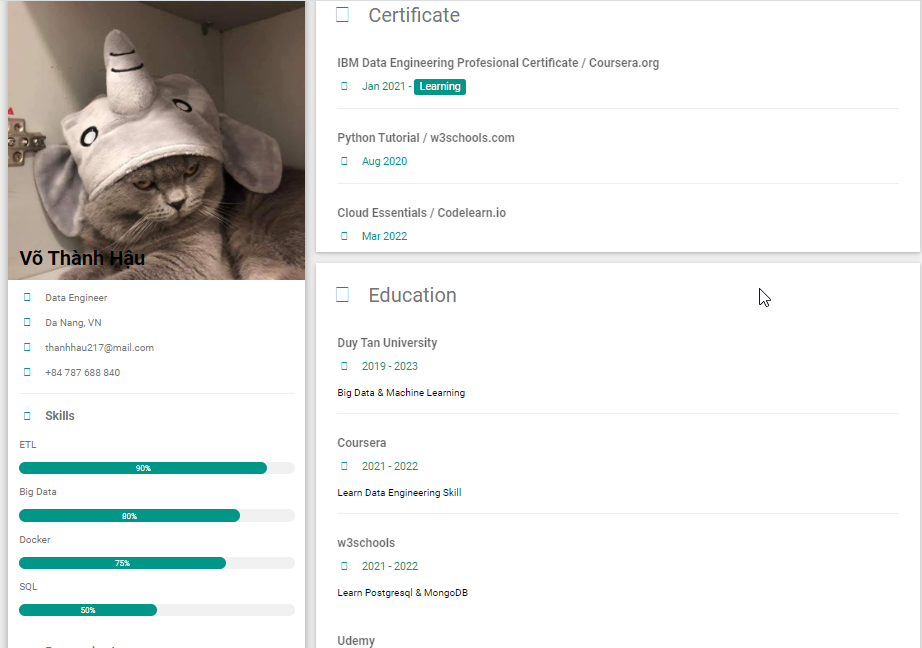 Võ Thành Hậu
Data Engineer
Da Nang, VN
thanhhau217@mail.com
+84 787 688 840
Skills
ETL
90%
Big Data
80%
Docker
75%
SQL
50%
Certificate
IBM Data Engineering Profesional Certificate / Coursera.org
Jan 2021 - Learning
Python Tutorial / w3schools.com
Aug 2020
Cloud Essentials / Codelearn.io
Mar 2022
Education
Duy Tan University
2019 - 2023
Big Data & Machine Learning
Coursera
2021 - 2022
Learn Data Engineering Skill
w3schools
2021 - 2022
Learn Postgresql & MongoDB
Udemy